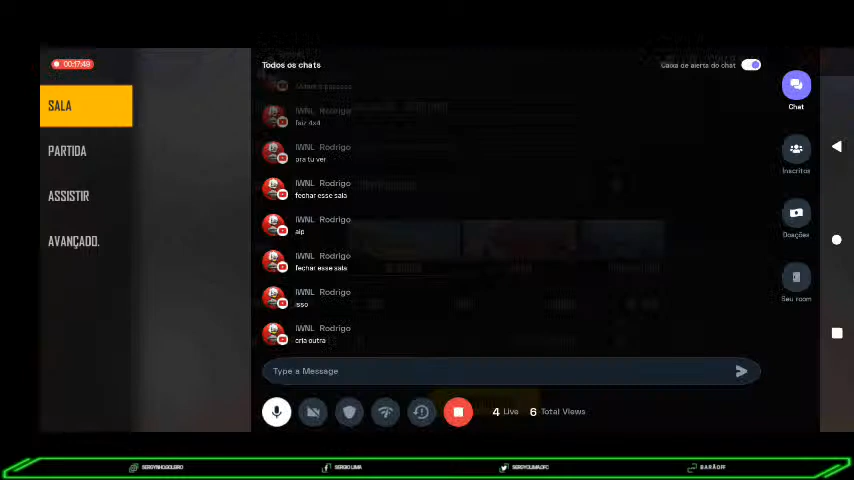 00:17:49
Todos os chats
Caixa de alerta do chat
SALA
PARTIDA
ASSISTIR
AVANÇADO.
IWNL Rodrigo
faiz 4x4
IWNL Rodrigo
pra tu ver
IWNL Rodrigo
fechar esse sala
IWNL Rodrigo
aip
IWNL Rodrigo
fechar esse sala
IWNL Rodrigo
isso
IWNL Rodrigo
cria outra
Chat
Inscritos
Doações
Seu room
Type a Message
4 Live 6 Total Views
SERGIO LIMA
BARÃOFF